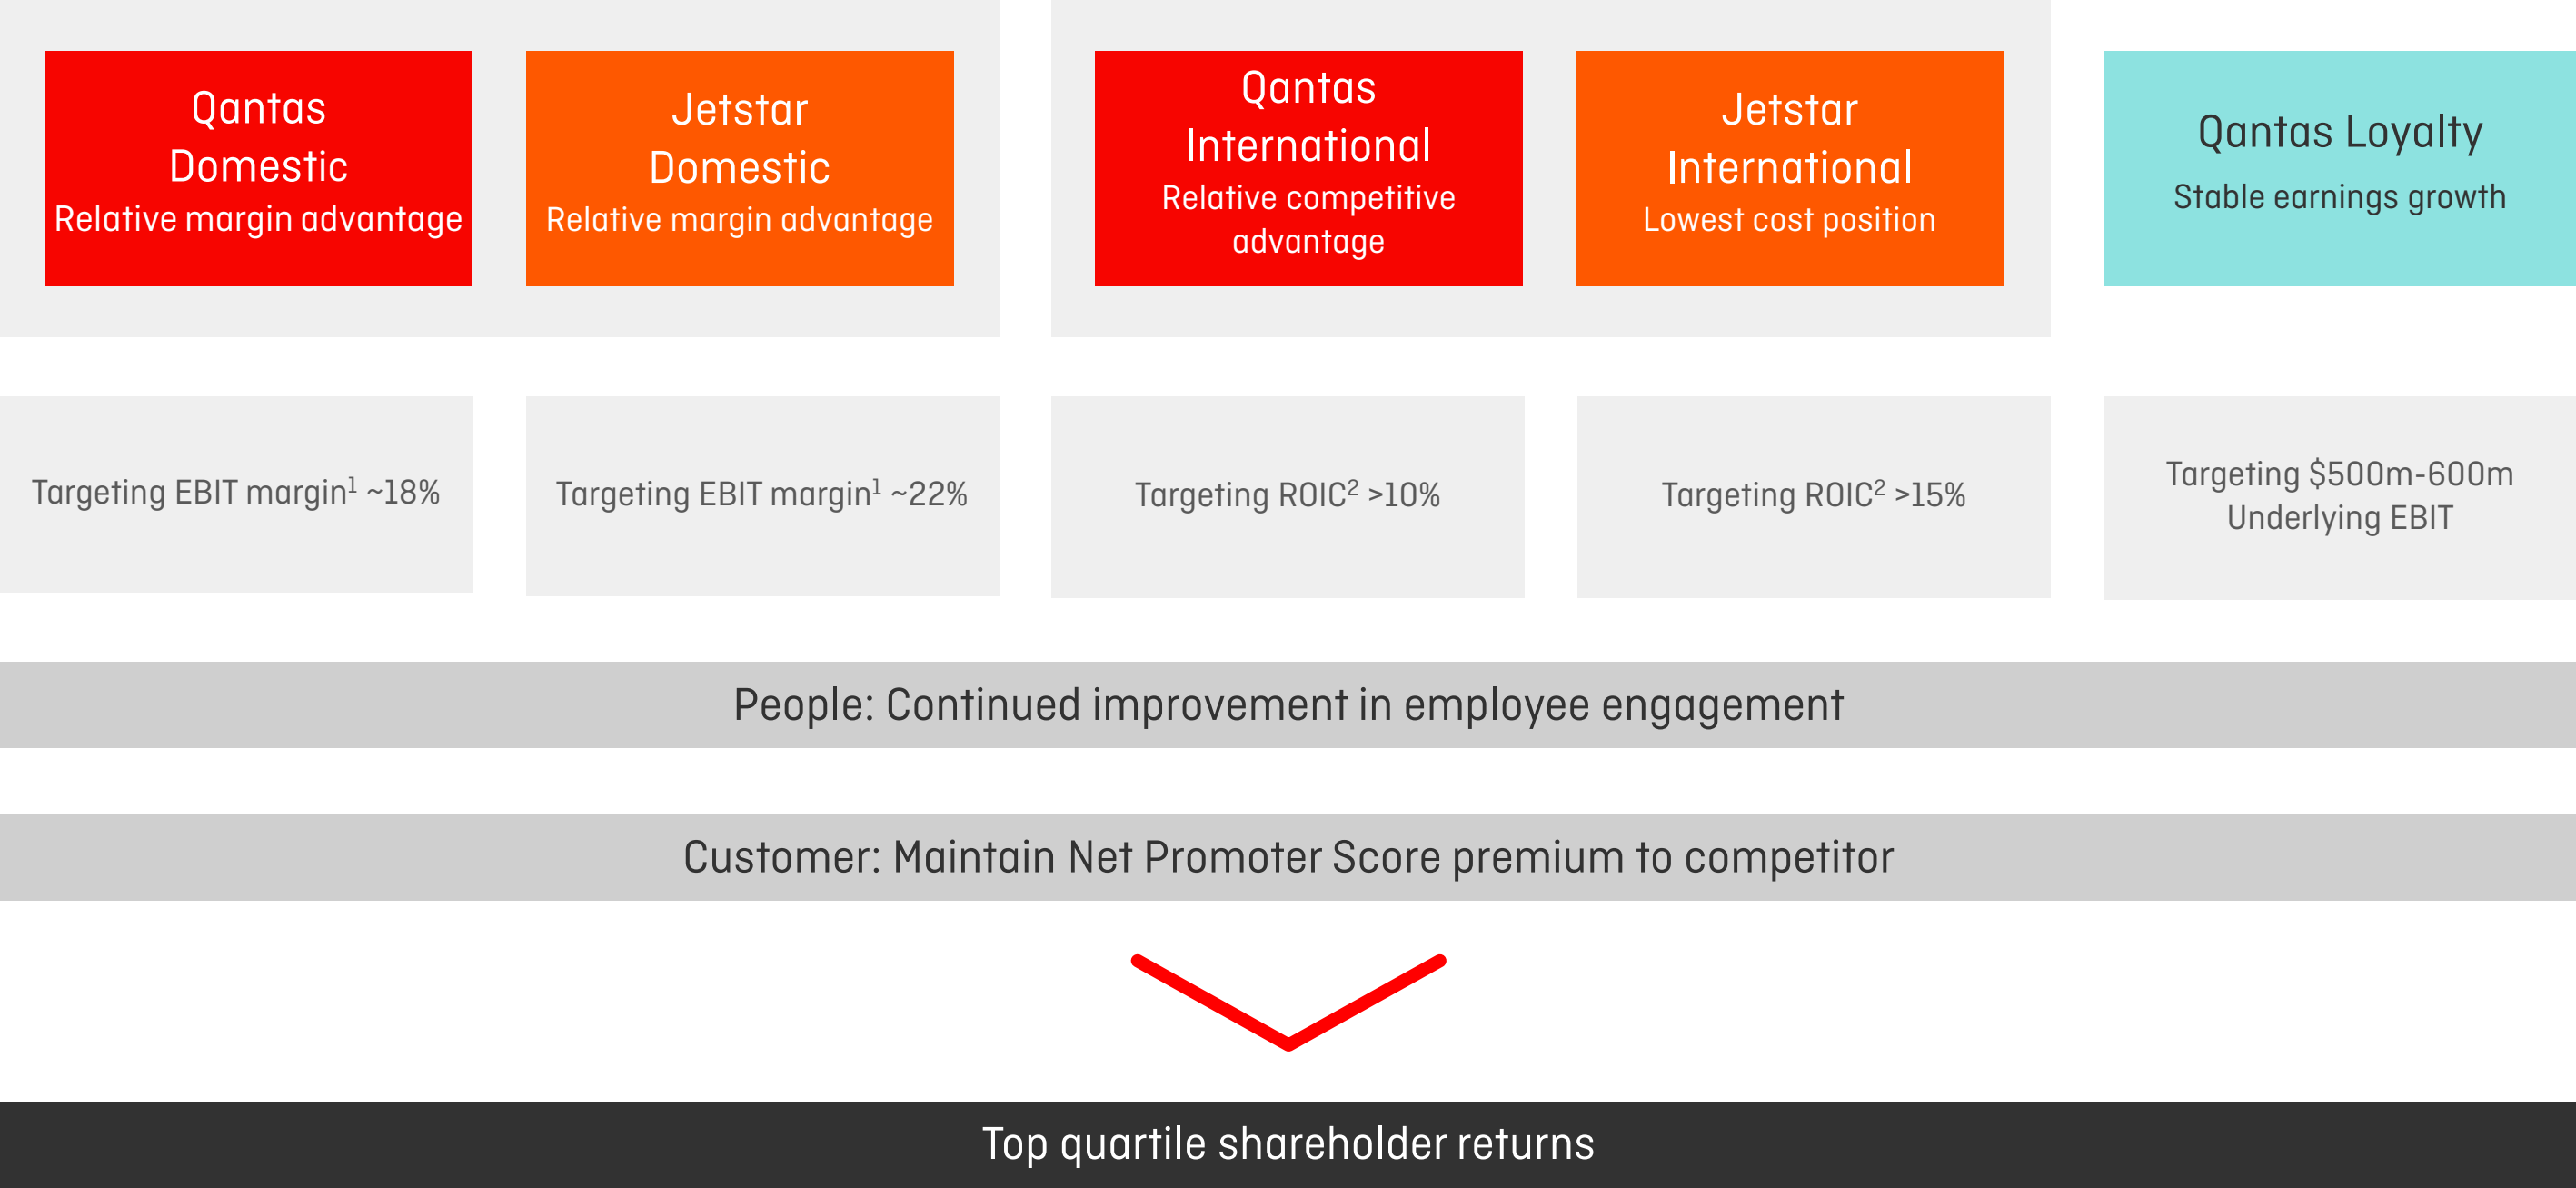 Qantas
Domestic
Relative margin advantage
Jetstar
Domestic
Relative margin advantage
Qantas
International
Relative competitive
advantage
Jetstar
International
Lowest cost position
Qantas Loyalty
Stable earnings growth
Targeting EBIT margin¹ ~18%
Targeting EBIT margin¹ ~22%
Targeting ROIC² >10%
Targeting ROIC² >15%
Targeting $500m-600m
Underlying EBIT
People: Continued improvement in employee engagement
Customer: Maintain Net Promoter Score premium to competitor
Top quartile shareholder returns